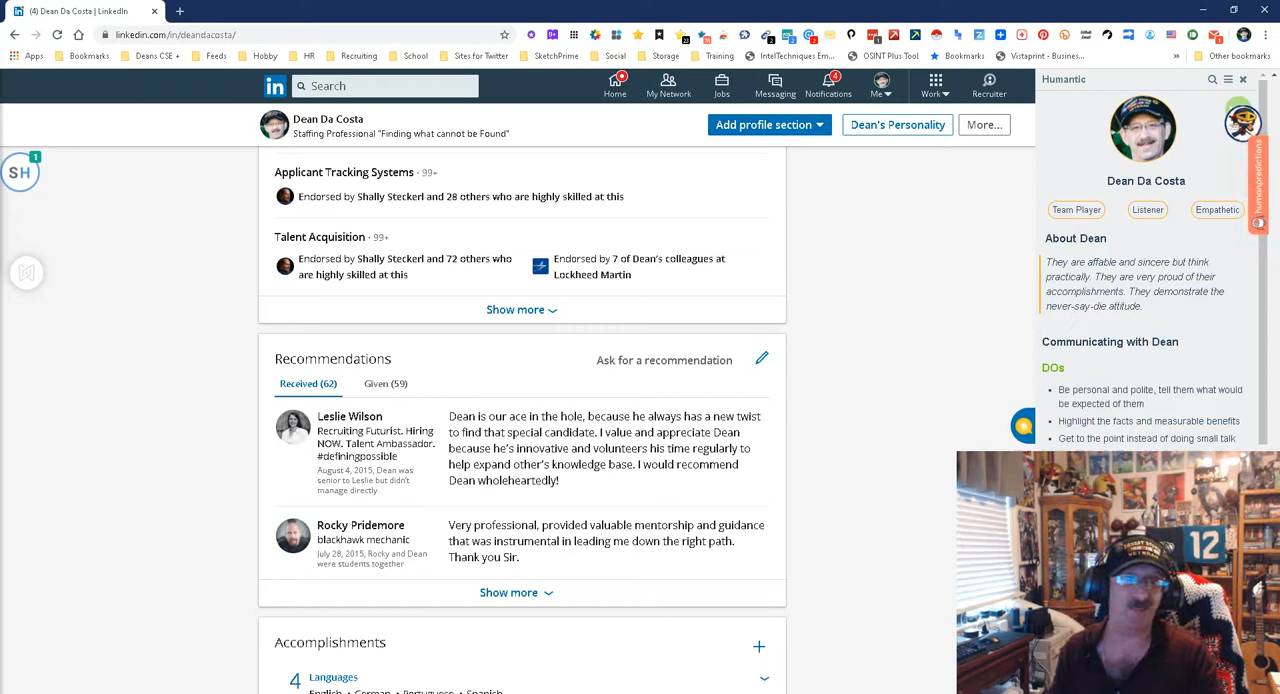 (4) Dean Da Costa | LinkedIn
linkedin.com/in/deandacosta/
Apps Bookmarks Deans CSE + Feeds Hobby HR Recruiting School Sites for Twitter SketchPrime Social Storage Training IntelTechniques Em... OSINT Plus Tool Bookmarks Vistaprint - Busines... » Other bookmarks
in Search
Home My Network Jobs Messaging 4 Notifications Me Work Recruiter
Dean Da Costa
Staffing Professional "Finding what cannot be Found"
Add profile section Dean's Personality More...
SH 1
Applicant Tracking Systems · 99+
Endorsed by Shally Steckerl and 28 others who are highly skilled at this
Talent Acquisition · 99+
Endorsed by Shally Steckerl and 72 others who
are highly skilled at this
Endorsed by 7 of Dean's colleagues at
Lockheed Martin
Show more
Recommendations
Ask for a recommendation
Received (62) Given (59)
Leslie Wilson
Recruiting Futurist. Hiring
NOW. Talent Ambassador.
#definingpossible
August 4, 2015, Dean was
senior to Leslie but didn't
manage directly
Dean is our ace in the hole, because he always has a new twist
to find that special candidate. I value and appreciate Dean
because he's innovative and volunteers his time regularly to
help expand other's knowledge base. I would recommend
Dean wholeheartedly!
Rocky Pridemore
blackhawk mechanic
July 28, 2015, Rocky and Dean
were students together
Very professional, provided valuable mentorship and guidance
that was instrumental in leading me down the right path.
Thank you Sir.
Show more
Accomplishments
4 Languages
English • German • Portuguese • Spanish
Humantic
humanpredictions
Dean Da Costa
Team Player Listener Empathetic
About Dean
They are affable and sincere but think
practically. They are very proud of their
accomplishments. They demonstrate the
never-say-die attitude.
Communicating with Dean
DOs
• Be personal and polite, tell them what would
be expected of them
• Highlight the facts and measurable benefits
• Get to the point instead of doing small talk
12